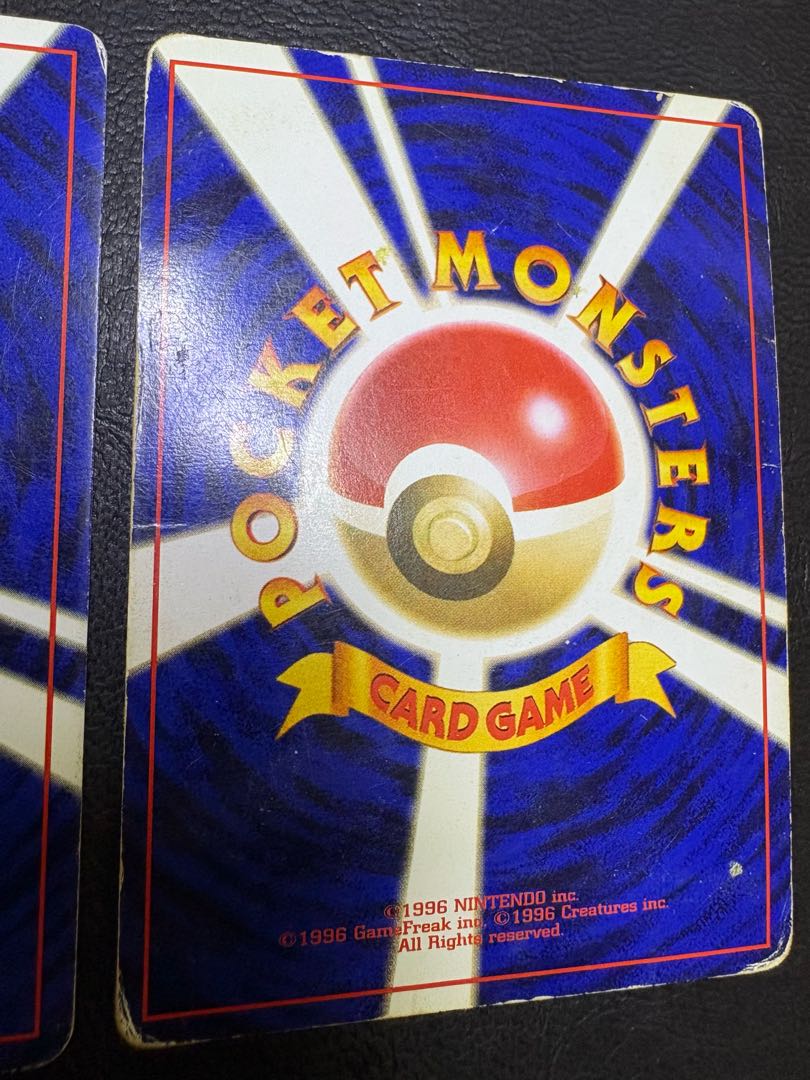 POCKET MONSTERS
CARD GAME
©1996 NINTENDO inc.
©1996 GameFreak inc. ©1996 Creatures inc.
All Rights reserved.